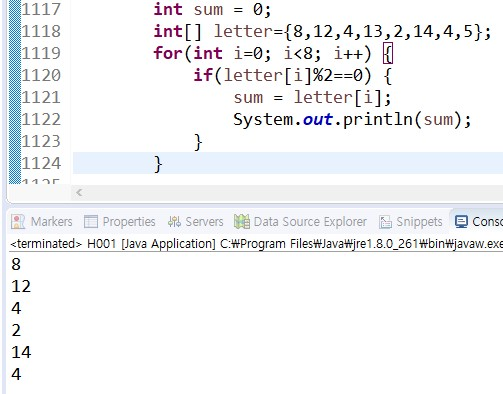 1117 int sum = 0;
1118 int[] letter={8,12,4,13,2,14,4,5};
1119 for(int i=0; i<8; i++) {
1120 if(letter[i]%2==0) {
1121 sum = letter[i];
1122 System.out.println(sum);
1123 }
1124 }
Markers Properties Servers Data Source Explorer Snippets Conso
<terminated> H001 [Java Application] C:₩Program Files₩Java₩jre1.8.0_261₩bin₩javaw.exe
8
12
4
2
14
4